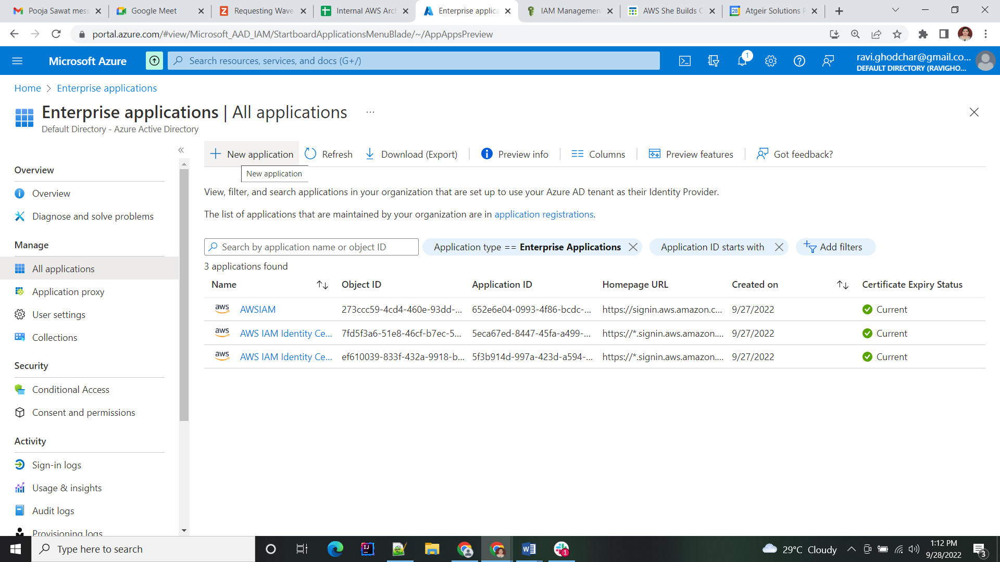 Pooja Sawat mess
Google Meet
Requesting Wave
Internal AWS Arch
Enterprise applica
IAM Management
AWS She Builds C
28
Atgeir Solutions P
portal.azure.com/#view/Microsoft_AAD_IAM/StartboardApplicationsMenuBlade/~/AppAppsPreview
Microsoft Azure
Search resources, services, and docs (G+/)
1
ravi.ghodchar@gmail.co...
DEFAULT DIRECTORY (RAVIGHO...
Home > Enterprise applications
Enterprise applications | All applications ...
Default Directory - Azure Active Directory
New application
Refresh
Download (Export)
Preview info
Columns
Preview features
Got feedback?
New application
Overview
Overview
Diagnose and solve problems
Manage
All applications
Application proxy
User settings
Collections
Security
Conditional Access
Consent and permissions
Activity
Sign-in logs
Usage & insights
Audit logs
Provisioning logs
View, filter, and search applications in your organization that are set up to use your Azure AD tenant as their Identity Provider.
The list of applications that are maintained by your organization are in application registrations.
Search by application name or object ID
Application type == Enterprise Applications
Application ID starts with
Add filters
3 applications found
Name Object ID Application ID Homepage URL Created on Certificate Expiry Status
aws AWSIAM 273ccc59-4cd4-460e-93dd-... 652e6e04-0993-4f86-bcdc-... https://signin.aws.amazon.c... 9/27/2022 Current
aws AWS IAM Identity Ce... 7fd5f3a6-51e8-46cf-b7ec-5... 5eca67ed-8447-45fa-a499-... https://*.signin.aws.amazon.... 9/27/2022 Current
aws AWS IAM Identity Ce... ef610039-833f-432a-9918-b... 5f3b914d-997a-423d-a594-... https://*.signin.aws.amazon.... 9/27/2022 Current
Type here to search
IJ
1
29°C Cloudy
1:12 PM
9/28/2022
3